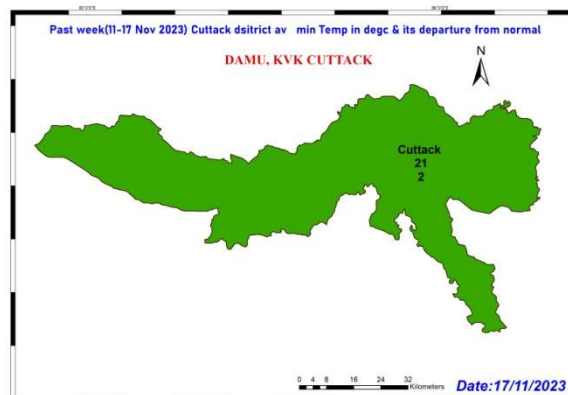 Past week(11-17 Nov 2023) Cuttack dsitrict av min Temp in degc & its departure from normal
DAMU, KVK CUTTACK
N
Cuttack
21
2
0 4 8 16 24 32
Kilometers
Date:17/11/2023